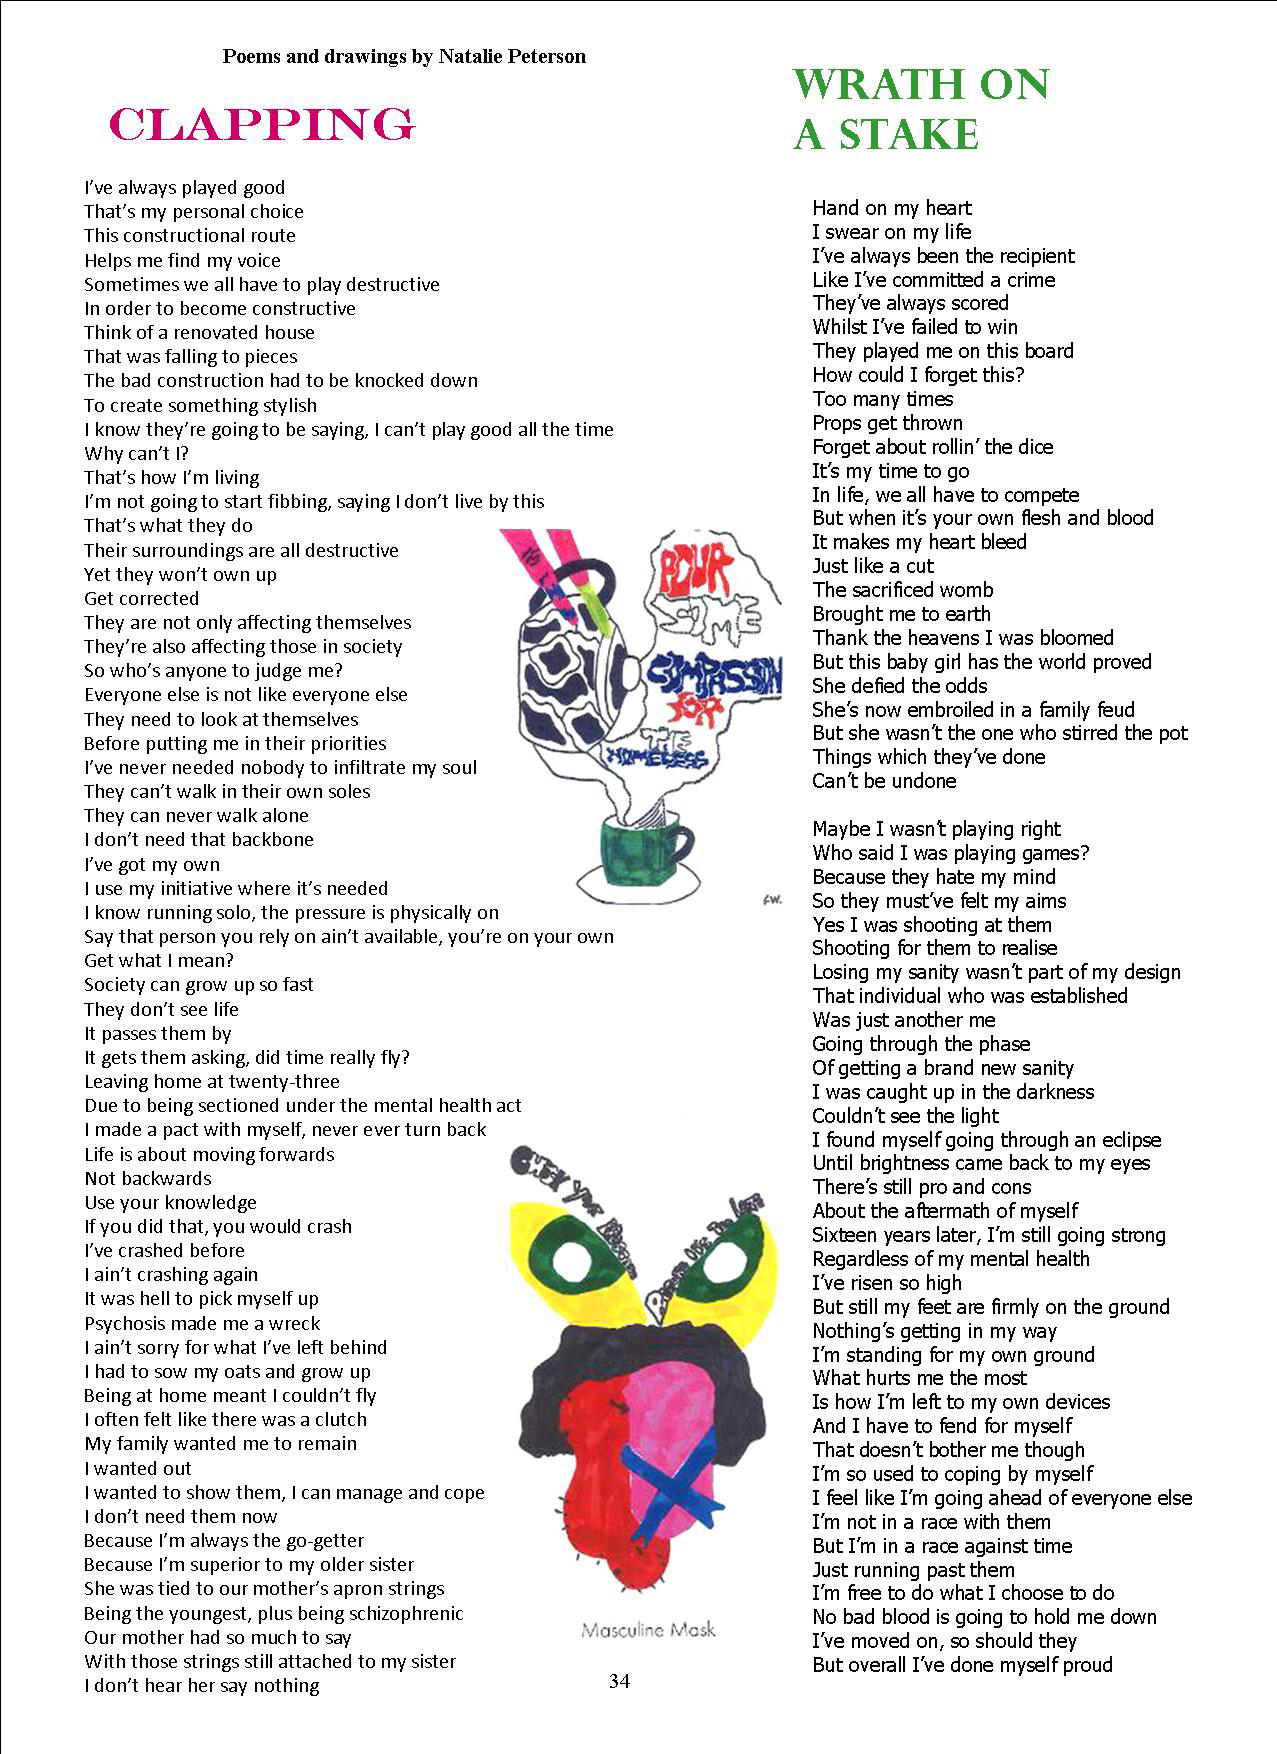 Poems and drawings by Natalie Peterson
CLAPPING
I’ve always played good
That’s my personal choice
This constructional route
Helps me find my voice
Sometimes we all have to play destructive
In order to become constructive
Think of a renovated house
That was falling to pieces
The bad construction had to be knocked down
To create something stylish
I know they’re going to be saying, I can’t play good all the time
Why can’t I?
That’s how I’m living
I’m not going to start fibbing, saying I don’t live by this
That’s what they do
Their surroundings are all destructive
Yet they won’t own up
Get corrected
They are not only affecting themselves
They’re also affecting those in society
So who’s anyone to judge me?
Everyone else is not like everyone else
They need to look at themselves
Before putting me in their priorities
I’ve never needed nobody to infiltrate my soul
They can’t walk in their own soles
They can never walk alone
I don’t need that backbone
I’ve got my own
I use my initiative where it’s needed
I know running solo, the pressure is physically on
Say that person you rely on ain’t available, you’re on your own
Get what I mean?
Society can grow up so fast
They don’t see life
It passes them by
It gets them asking, did time really fly?
Leaving home at twenty-three
Due to being sectioned under the mental health act
I made a pact with myself, never ever turn back
Life is about moving forwards
Not backwards
Use your knowledge
If you did that, you would crash
I’ve crashed before
I ain’t crashing again
It was hell to pick myself up
Psychosis made me a wreck
I ain’t sorry for what I’ve left behind
I had to sow my oats and grow up
Being at home meant I couldn’t fly
I often felt like there was a clutch
My family wanted me to remain
I wanted out
I wanted to show them, I can manage and cope
I don’t need them now
Because I’m always the go-getter
Because I’m superior to my older sister
She was tied to our mother’s apron strings
Being the youngest, plus being schizophrenic
Our mother had so much to say
With those strings still attached to my sister
I don’t hear her say nothing
POUR
SOME
COMPASSION
FOR
THE
HOMELESS
Masculine Mask
34
WRATH ON
A STAKE
Hand on my heart
I swear on my life
I’ve always been the recipient
Like I’ve committed a crime
They’ve always scored
Whilst I’ve failed to win
They played me on this board
How could I forget this?
Too many times
Props get thrown
Forget about rollin’ the dice
It’s my time to go
In life, we all have to compete
But when it’s your own flesh and blood
It makes my heart bleed
Just like a cut
The sacrificed womb
Brought me to earth
Thank the heavens I was bloomed
But this baby girl has the world proved
She defied the odds
She’s now embroiled in a family feud
But she wasn’t the one who stirred the pot
Things which they’ve done
Can’t be undone
Maybe I wasn’t playing right
Who said I was playing games?
Because they hate my mind
So they must’ve felt my aims
Yes I was shooting at them
Shooting for them to realise
Losing my sanity wasn’t part of my design
That individual who was established
Was just another me
Going through the phase
Of getting a brand new sanity
I was caught up in the darkness
Couldn’t see the light
I found myself going through an eclipse
Until brightness came back to my eyes
There’s still pro and cons
About the aftermath of myself
Sixteen years later, I’m still going strong
Regardless of my mental health
I’ve risen so high
But still my feet are firmly on the ground
Nothing’s getting in my way
I’m standing for my own ground
What hurts me the most
Is how I’m left to my own devices
And I have to fend for myself
That doesn’t bother me though
I’m so used to coping by myself
I feel like I’m going ahead of everyone else
I’m not in a race with them
But I’m in a race against time
Just running past them
I’m free to do what I choose to do
No bad blood is going to hold me down
I’ve moved on, so should they
But overall I’ve done myself proud